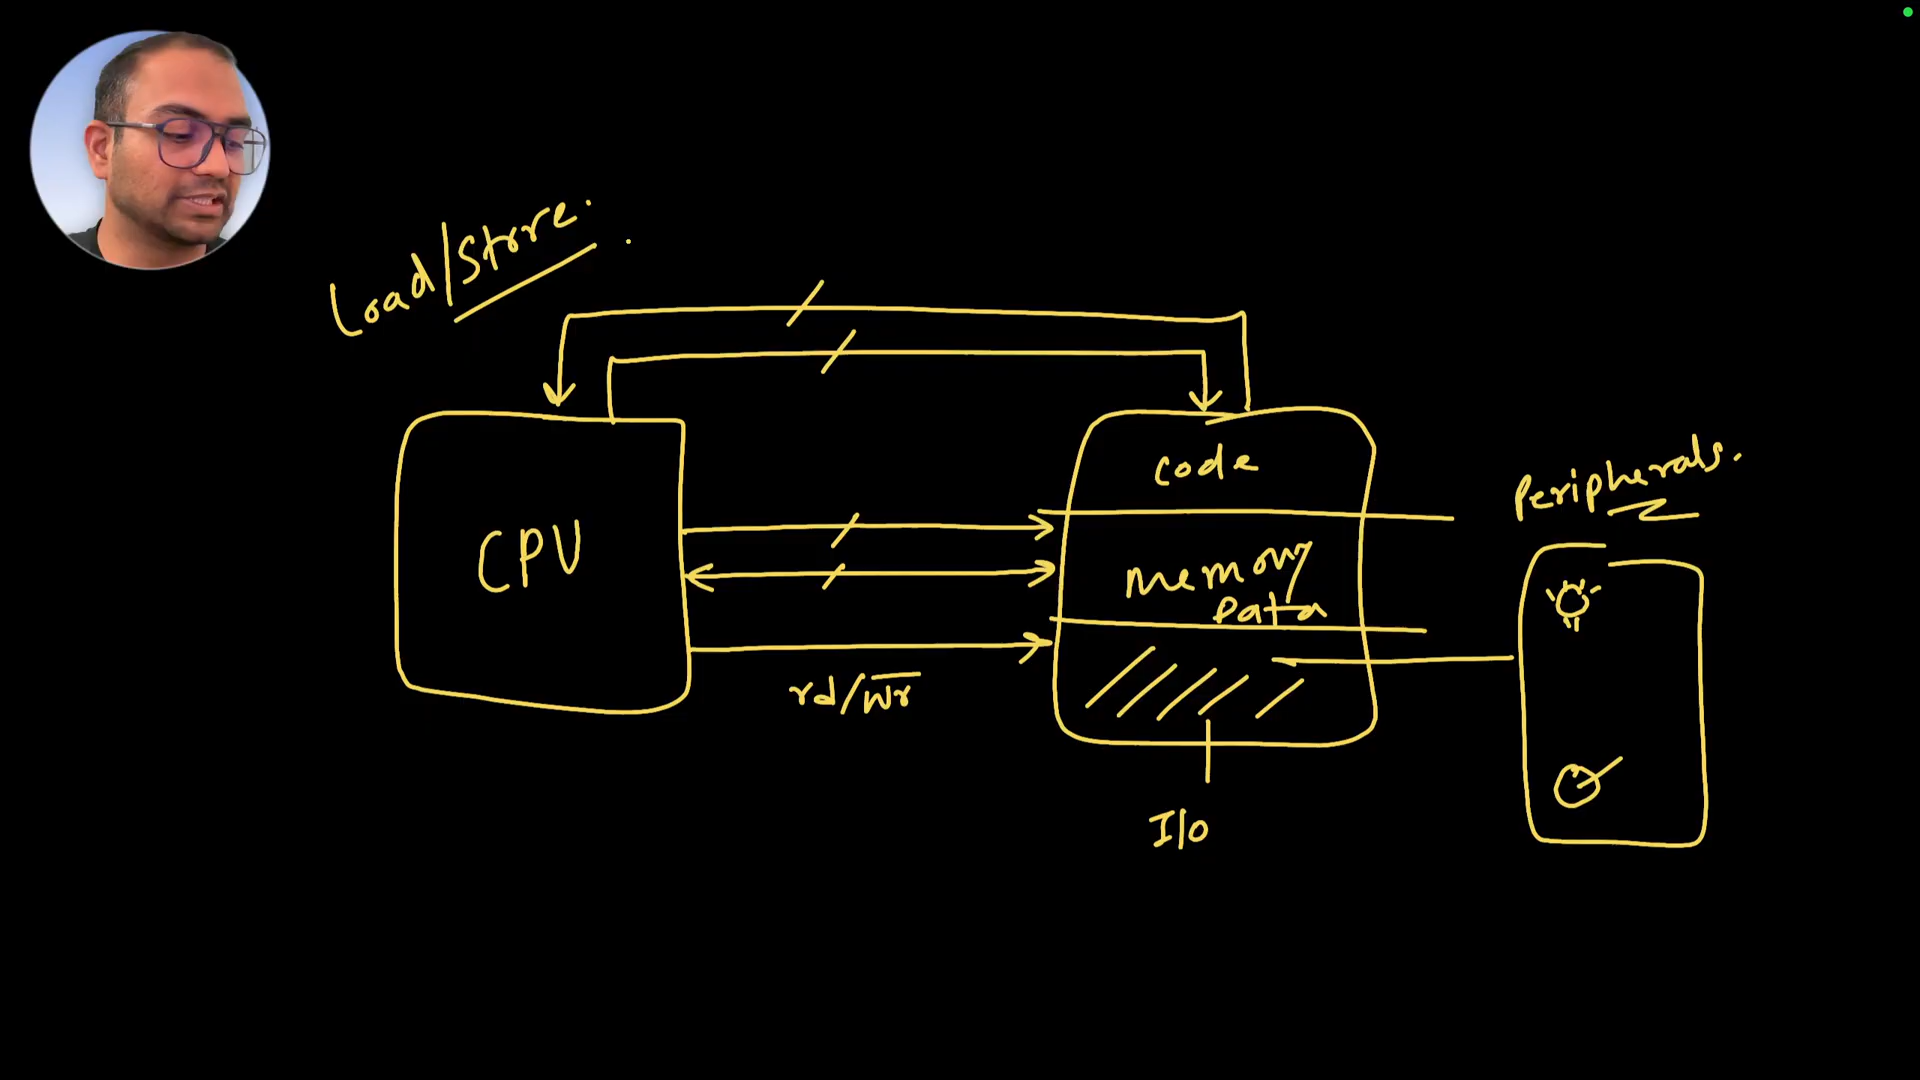 Load/Store.
code
Peripherals.
CPU
Memory
Data
rd/wr
I/O